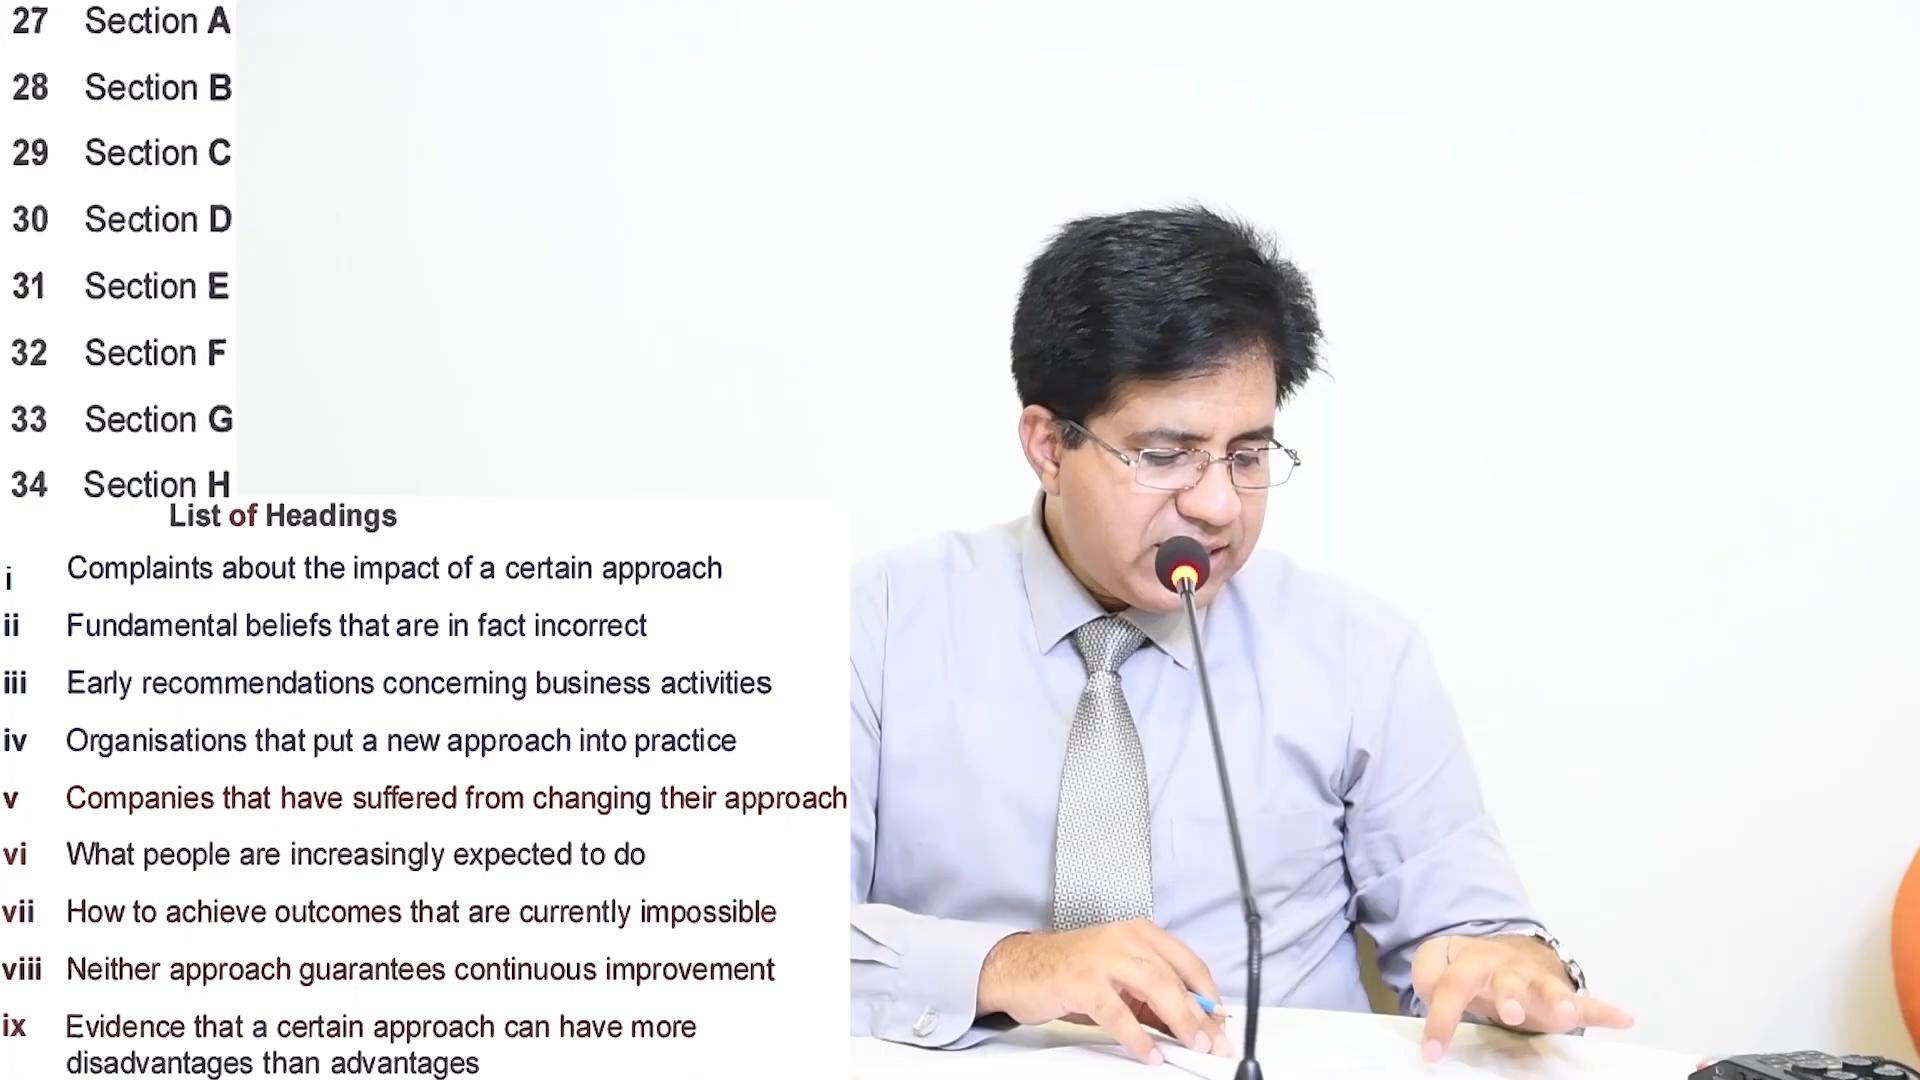 27 Section A
28 Section B
29 Section C
30 Section D
31 Section E
32 Section F
33 Section G
34 Section H
List of Headings
i Complaints about the impact of a certain approach
ii Fundamental beliefs that are in fact incorrect
iii Early recommendations concerning business activities
iv Organisations that put a new approach into practice
v Companies that have suffered from changing their approach
vi What people are increasingly expected to do
vii How to achieve outcomes that are currently impossible
viii Neither approach guarantees continuous improvement
ix Evidence that a certain approach can have more
disadvantages than advantages